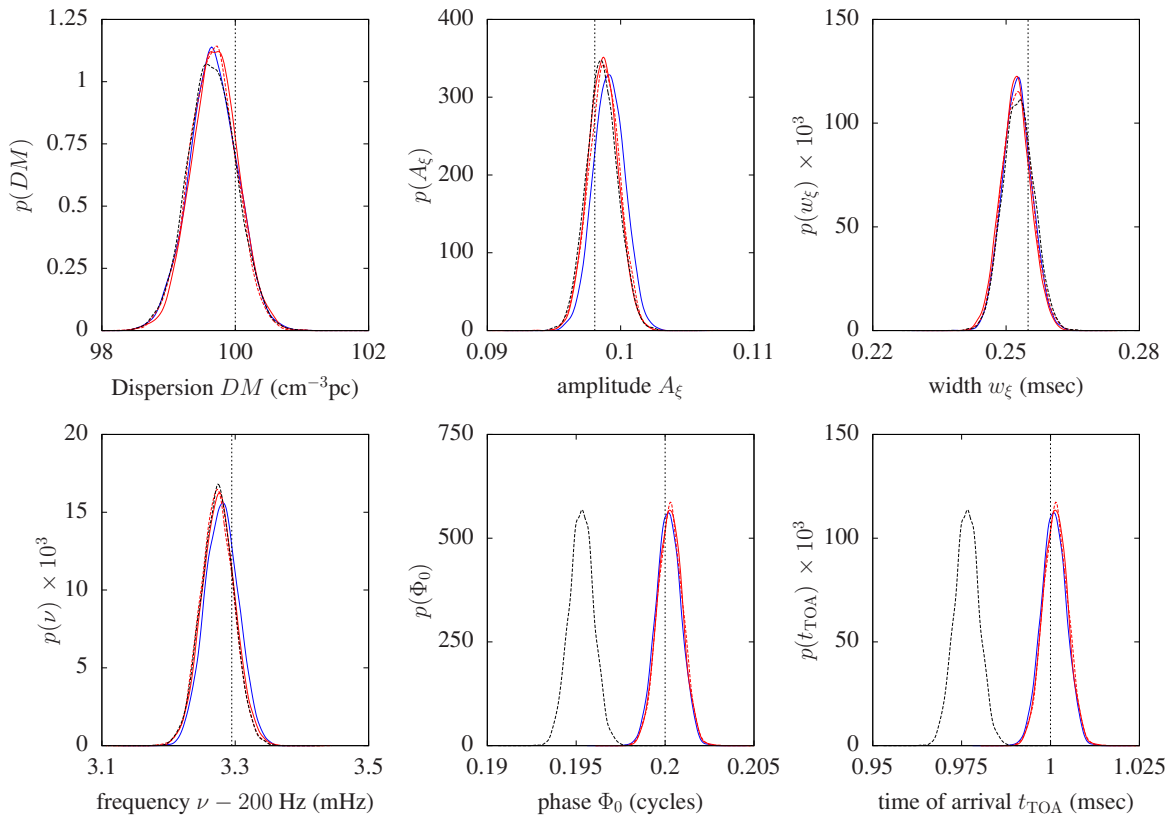 p(DM)
1.25
1
0.75
0.5
0.25
0
98 100 102
Dispersion DM (cm⁻³pc)
p(A_ξ)
400
300
200
100
0
0.09 0.1 0.11
amplitude A_ξ
p(w_ξ) × 10³
150
100
50
0
0.22 0.25 0.28
width w_ξ (msec)
p(ν) × 10³
20
15
10
5
0
3.1 3.3 3.5
frequency ν − 200 Hz (mHz)
p(Φ₀)
750
500
250
0
0.19 0.195 0.2 0.205
phase Φ₀ (cycles)
p(t_TOA) × 10³
150
100
50
0
0.95 0.975 1 1.025
time of arrival t_TOA (msec)